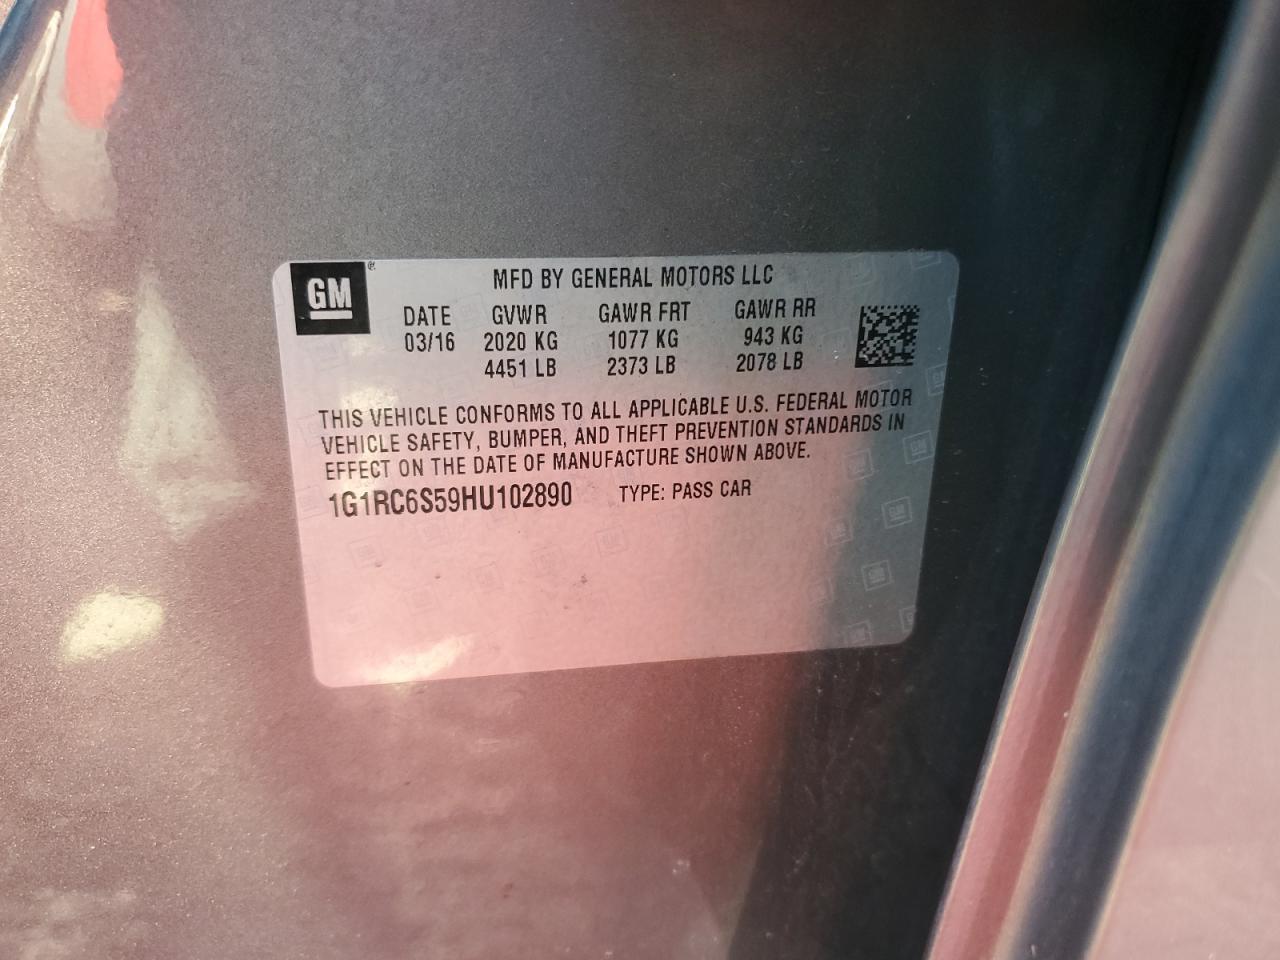 GM ®
MFD BY GENERAL MOTORS LLC
DATE GVWR GAWR FRT GAWR RR
03/16 2020 KG 1077 KG 943 KG
4451 LB 2373 LB 2078 LB
THIS VEHICLE CONFORMS TO ALL APPLICABLE U.S. FEDERAL MOTOR
VEHICLE SAFETY, BUMPER, AND THEFT PREVENTION STANDARDS IN
EFFECT ON THE DATE OF MANUFACTURE SHOWN ABOVE.
1G1RC6S59HU102890 TYPE: PASS CAR